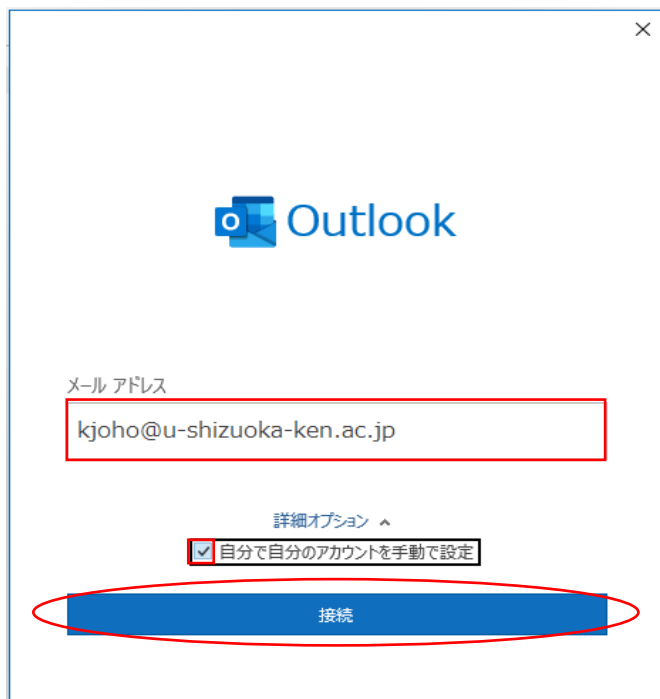 Outlook
メール アドレス
kjoho@u-shizuoka-ken.ac.jp
詳細オプション
自分で自分のアカウントを手動で設定
接続